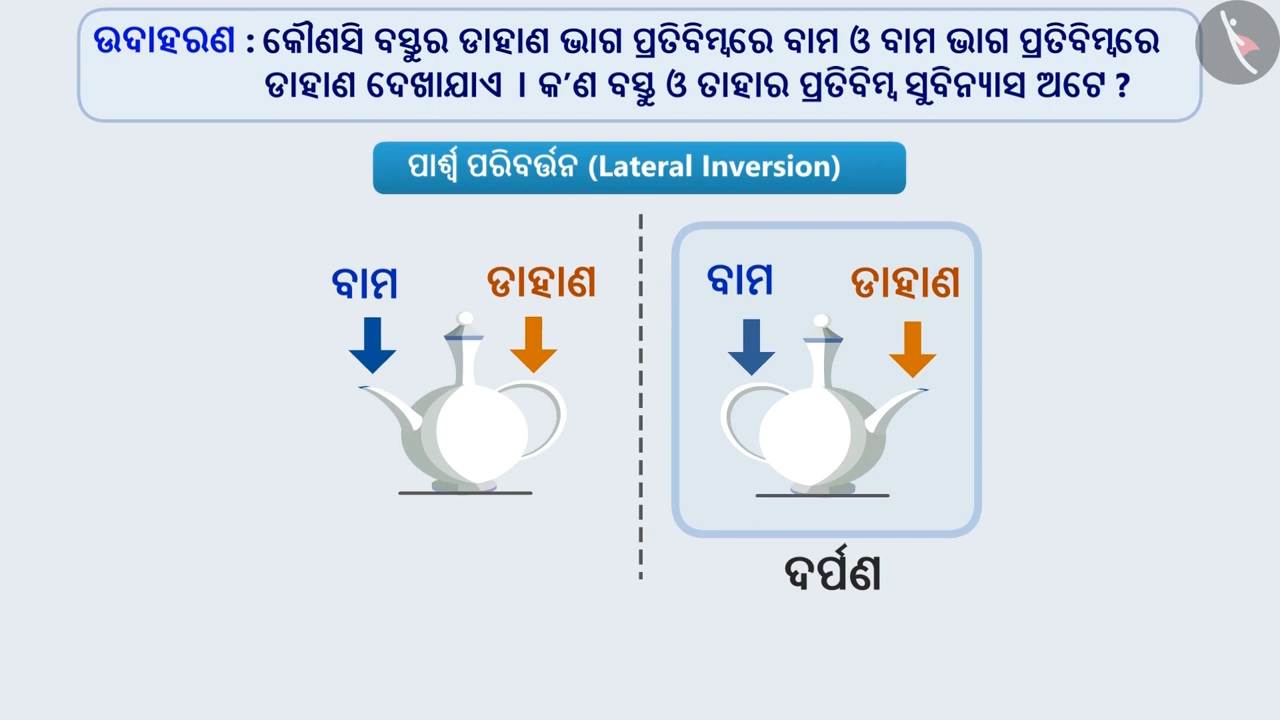 ଉଦାହରଣ : କୌଣସି ବସ୍ତୁର ଡାହାଣ ଭାଗ ପ୍ରତିବିମ୍ବରେ ବାମ ଓ ବାମ ଭାଗ ପ୍ରତିବିମ୍ବରେ
ଡାହାଣ ଦେଖାଯାଏ । କ’ଣ ବସ୍ତୁ ଓ ତାହାର ପ୍ରତିବିମ୍ବ ସୁବିନ୍ୟାସ ଅଟେ ?
ପାର୍ଶ୍ୱ ପରିବର୍ତ୍ତନ (Lateral Inversion)
ବାମ ଡାହାଣ ବାମ ଡାହାଣ
ଦର୍ପଣ